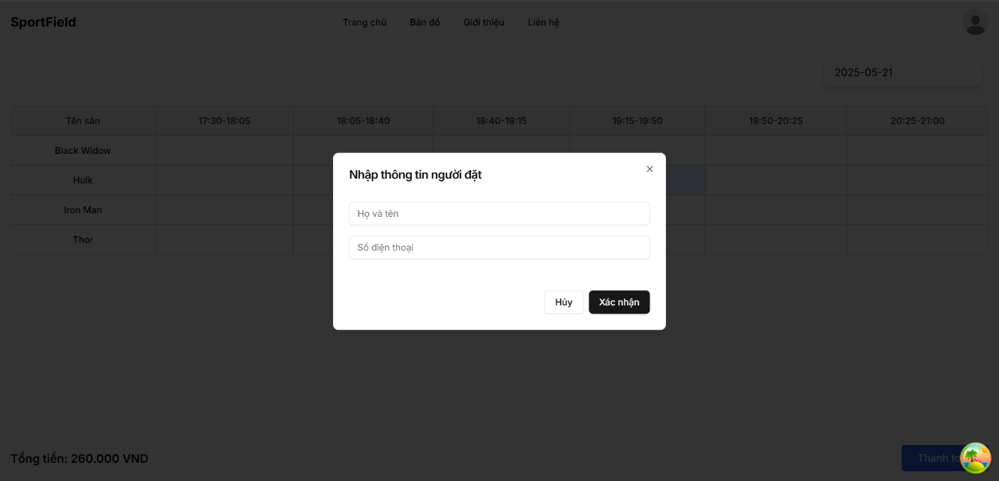 SportField
Trang chủ Bản đồ Giới thiệu Liên hệ
2025-05-21
Tên sân 17:30-18:05 18:05-18:40 18:40-19:15 19:15-19:50 19:50-20:25 20:25-21:00
Black Widow
Hulk
Iron Man
Thor
Nhập thông tin người đặt
Họ và tên
Số điện thoại
Hủy Xác nhận
Tổng tiền: 260.000 VND
Thanh